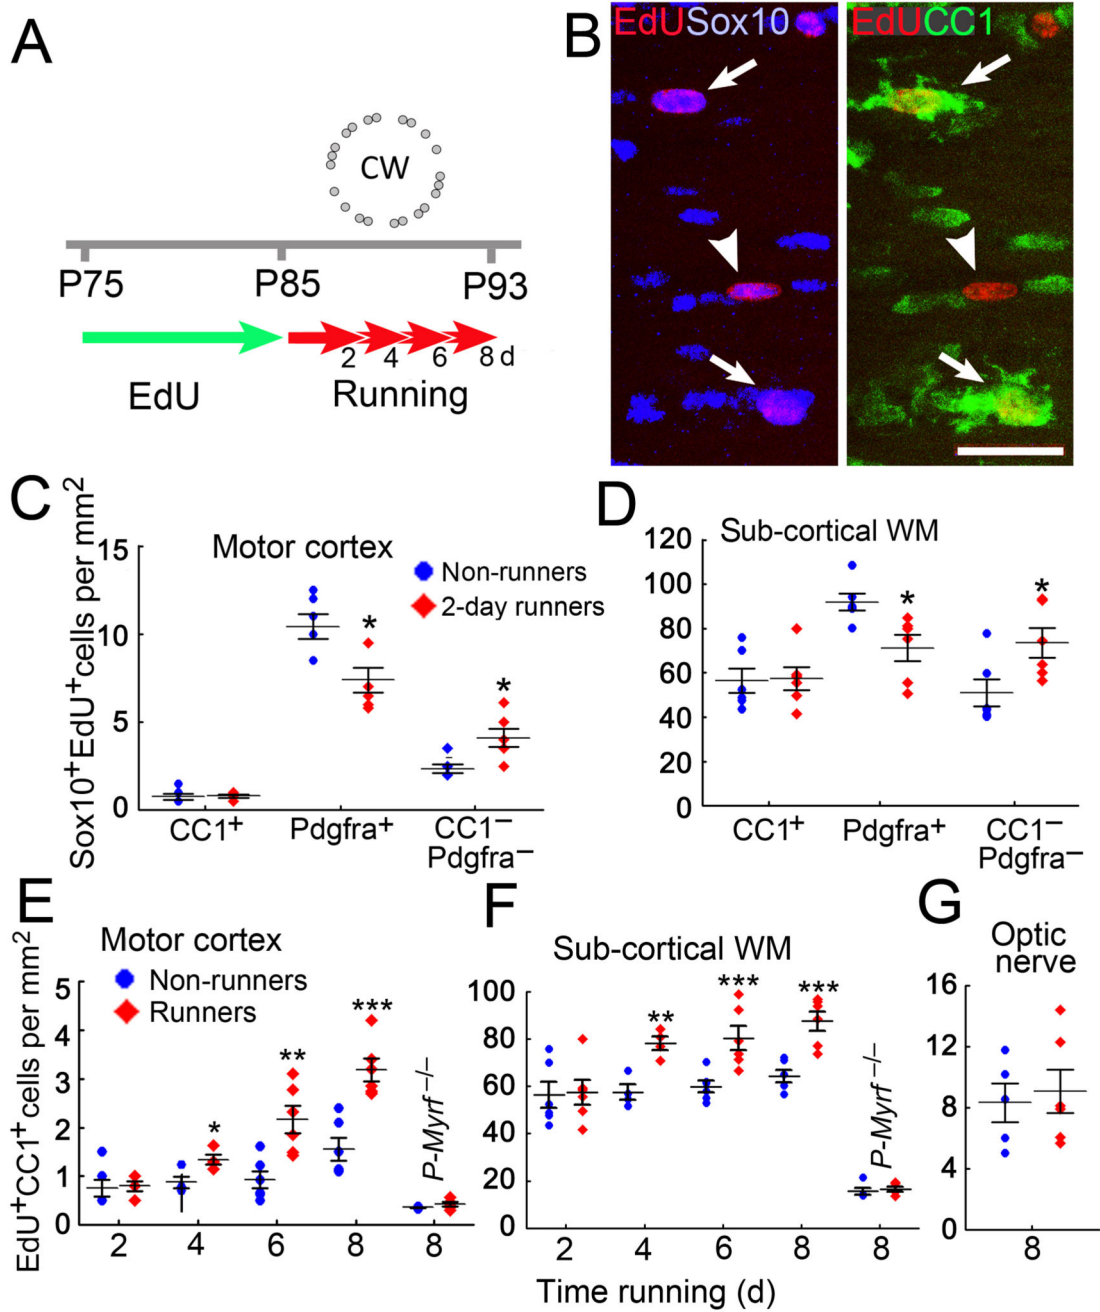 A
CW
P75 P85 P93
2 4 6 8 d
EdU Running
B
EdUSox10 EdUCC1
C
Sox10⁺EdU⁺cells per mm²
Motor cortex
Non-runners
2-day runners
15
10
5
0
*
*
CC1⁺ Pdgfra⁺ CC1⁻
Pdgfra⁻
D
Sub-cortical WM
120
100
80
60
40
20
0
*
*
CC1⁺ Pdgfra⁺ CC1⁻
Pdgfra⁻
E
EdU⁺CC1⁺cells per mm²
Motor cortex
Non-runners
Runners
5
4
3
2
1
0
*
**
***
P-Myrf⁻/⁻
2 4 6 8 8
F
Sub-cortical WM
100
80
60
40
20
0
**
***
***
P-Myrf⁻/⁻
2 4 6 8 8
G
Optic
nerve
16
12
8
4
0
8
Time running (d)